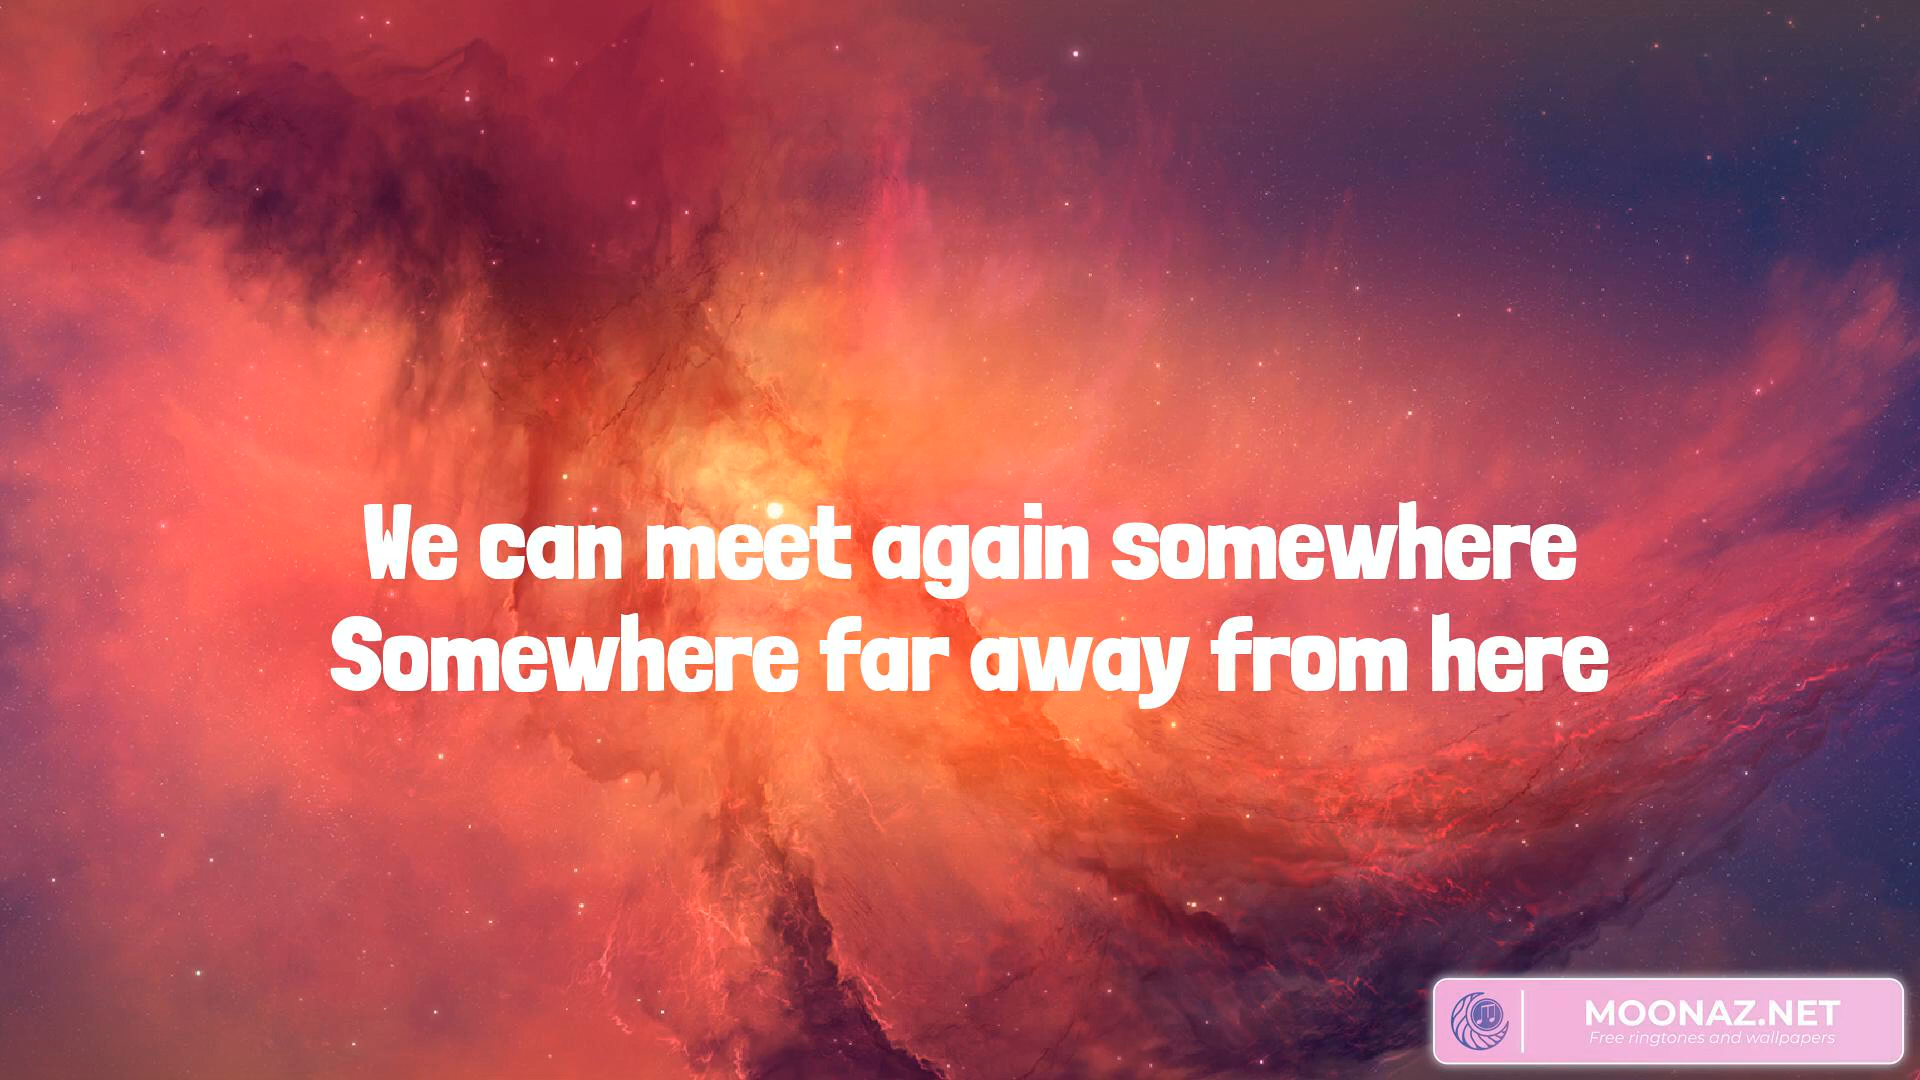 We can meet again somewhere
Somewhere far away from here
MOONAZ.NET
Free ringtones and wallpapers